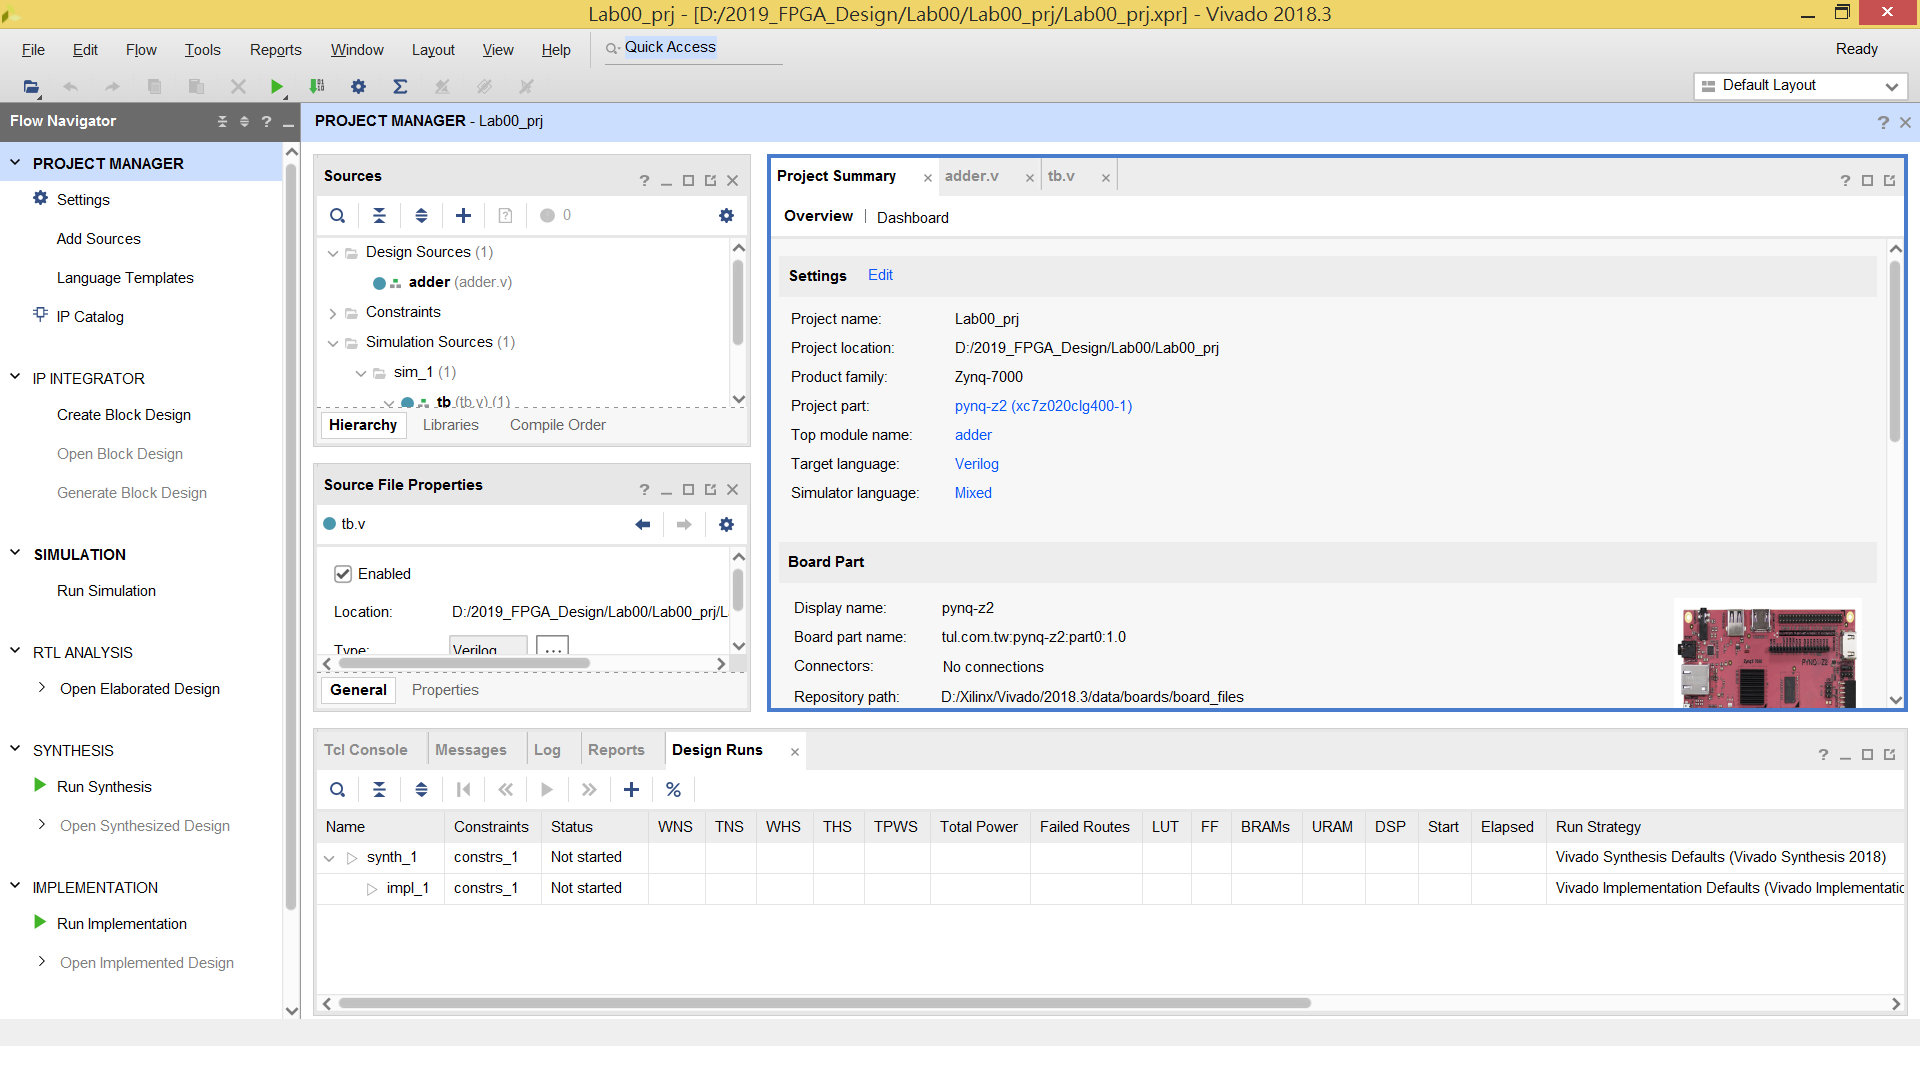 Lab00_prj - [D:/2019_FPGA_Design/Lab00/Lab00_prj/Lab00_prj.xpr] - Vivado 2018.3
File Edit Flow Tools Reports Window Layout View Help Quick Access Ready
Default Layout
Flow Navigator
PROJECT MANAGER
Settings
Add Sources
Language Templates
IP Catalog
IP INTEGRATOR
Create Block Design
Open Block Design
Generate Block Design
SIMULATION
Run Simulation
RTL ANALYSIS
Open Elaborated Design
SYNTHESIS
Run Synthesis
Open Synthesized Design
IMPLEMENTATION
Run Implementation
Open Implemented Design
PROJECT MANAGER - Lab00_prj
Sources
0
Design Sources (1)
adder (adder.v)
Constraints
Simulation Sources (1)
sim_1 (1)
tb (tb.v) (1)
Hierarchy Libraries Compile Order
Source File Properties
tb.v
Enabled
Location: D:/2019_FPGA_Design/Lab00/Lab00_prj/L
Type: Verilog ...
General Properties
Project Summary adder.v tb.v
Overview | Dashboard
Settings Edit
Project name: Lab00_prj
Project location: D:/2019_FPGA_Design/Lab00/Lab00_prj
Product family: Zynq-7000
Project part: pynq-z2 (xc7z020clg400-1)
Top module name: adder
Target language: Verilog
Simulator language: Mixed
Board Part
Display name: pynq-z2
Board part name: tul.com.tw:pynq-z2:part0:1.0
Connectors: No connections
Repository path: D:/Xilinx/Vivado/2018.3/data/boards/board_files
Tcl Console Messages Log Reports Design Runs
Name Constraints Status WNS TNS WHS THS TPWS Total Power Failed Routes LUT FF BRAMs URAM DSP Start Elapsed Run Strategy
synth_1 constrs_1 Not started Vivado Synthesis Defaults (Vivado Synthesis 2018)
impl_1 constrs_1 Not started Vivado Implementation Defaults (Vivado Implementatio